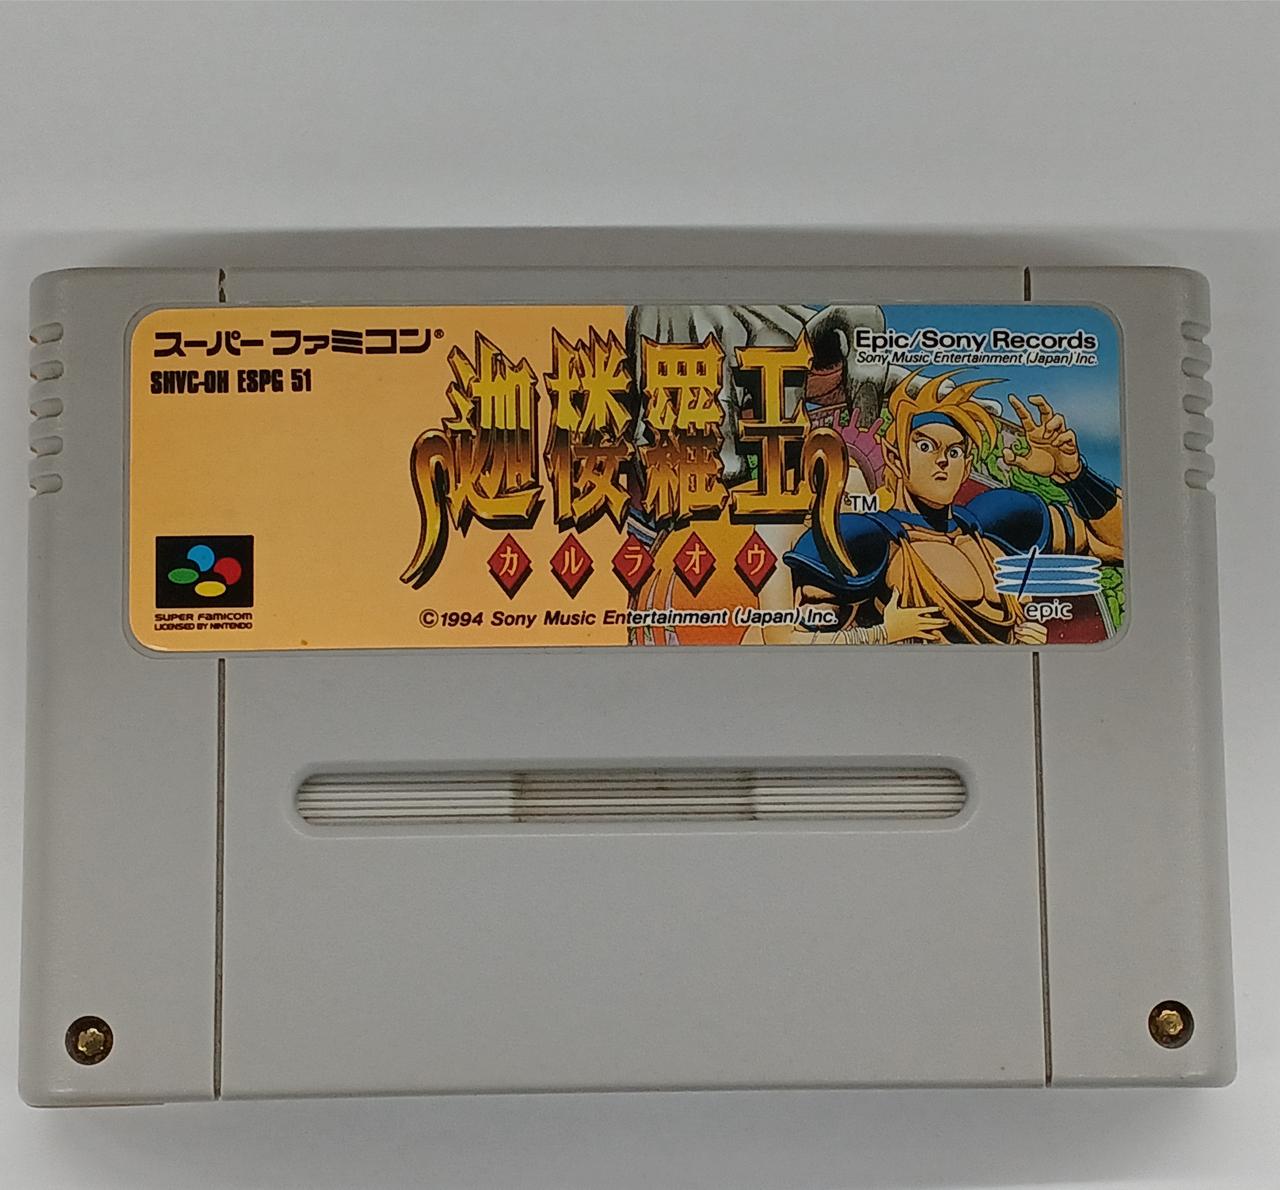 スーパーファミコン®
SHVC-OH ESPG 51
迦楼羅王
TM
カルラオウ
©1994 Sony Music Entertainment (Japan) Inc.
Epic/Sony Records
Sony Music Entertainment (Japan) Inc.
epic
SUPER FAMICOM
LICENSED BY NINTENDO